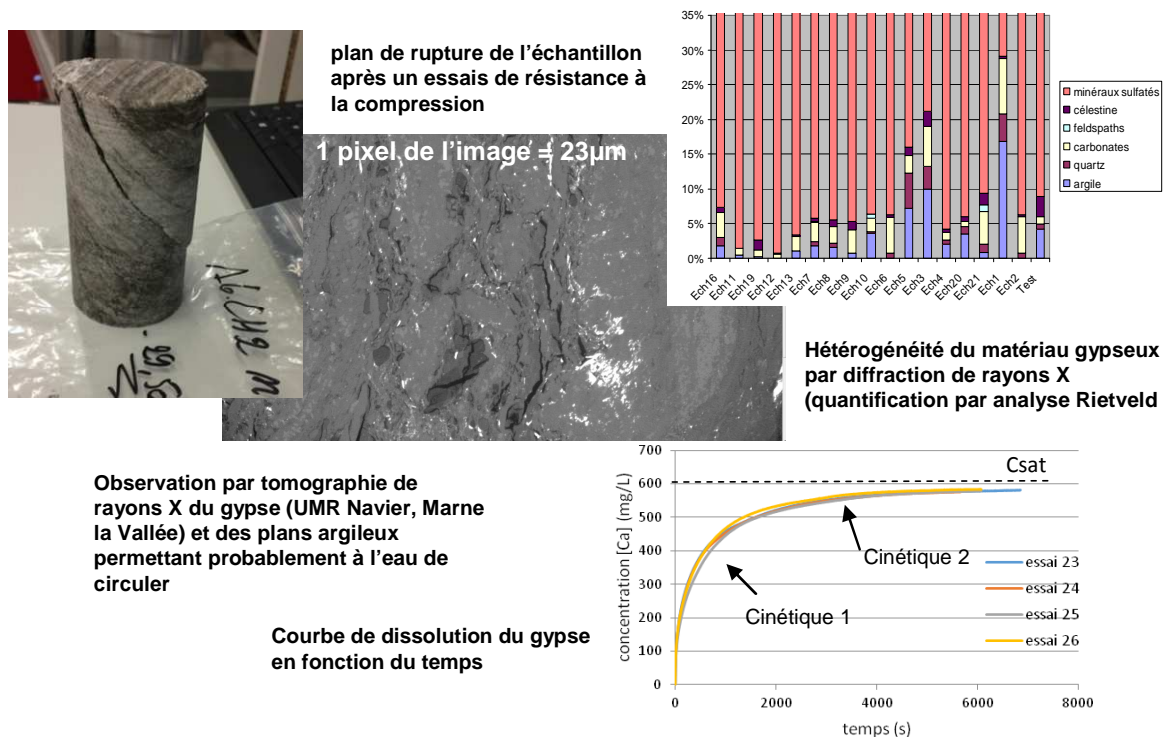 plan de rupture de l'échantillon
après un essais de résistance à
la compression
1 pixel de l'image = 23µm
35%
30%
25%
20%
15%
10%
5%
0%
Ech16
Ech11
Ech19
Ech12
Ech13
Ech7
Ech8
Ech9
Ech10
Ech6
Ech5
Ech3
Ech4
Ech20
Ech21
Ech1
Ech2
Test
minéraux sulfatés
célestine
feldspaths
carbonates
quartz
argile
Hétérogénéité du matériau gypseux
par diffraction de rayons X
(quantification par analyse Rietveld
Observation par tomographie de
rayons X du gypse (UMR Navier, Marne
la Vallée) et des plans argileux
permettant probablement à l'eau de
circuler
Courbe de dissolution du gypse
en fonction du temps
concentration [Ca] (mg/L)
700
600
500
400
300
200
100
0
Csat
Cinétique 2
Cinétique 1
essai 23
essai 24
essai 25
essai 26
0
2000
4000
6000
8000
temps (s)